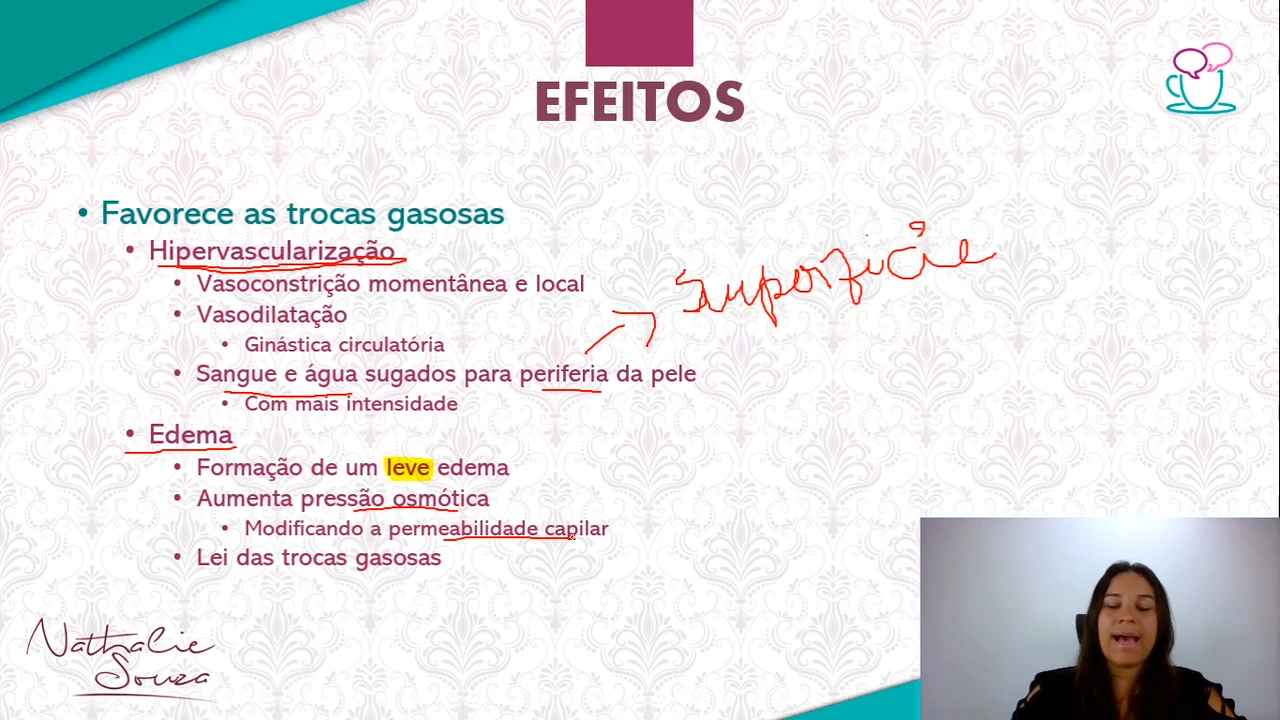 EFEITOS
• Favorece as trocas gasosas
• Hipervascularização
• Vasoconstrição momentânea e local
• Vasodilatação
• Ginástica circulatória
• Sangue e água sugados para periferia da pele
• Com mais intensidade
superficie
• Edema
• Formação de um leve edema
• Aumenta pressão osmótica
• Modificando a permeabilidade capilar
• Lei das trocas gasosas
Nathalie
Souza